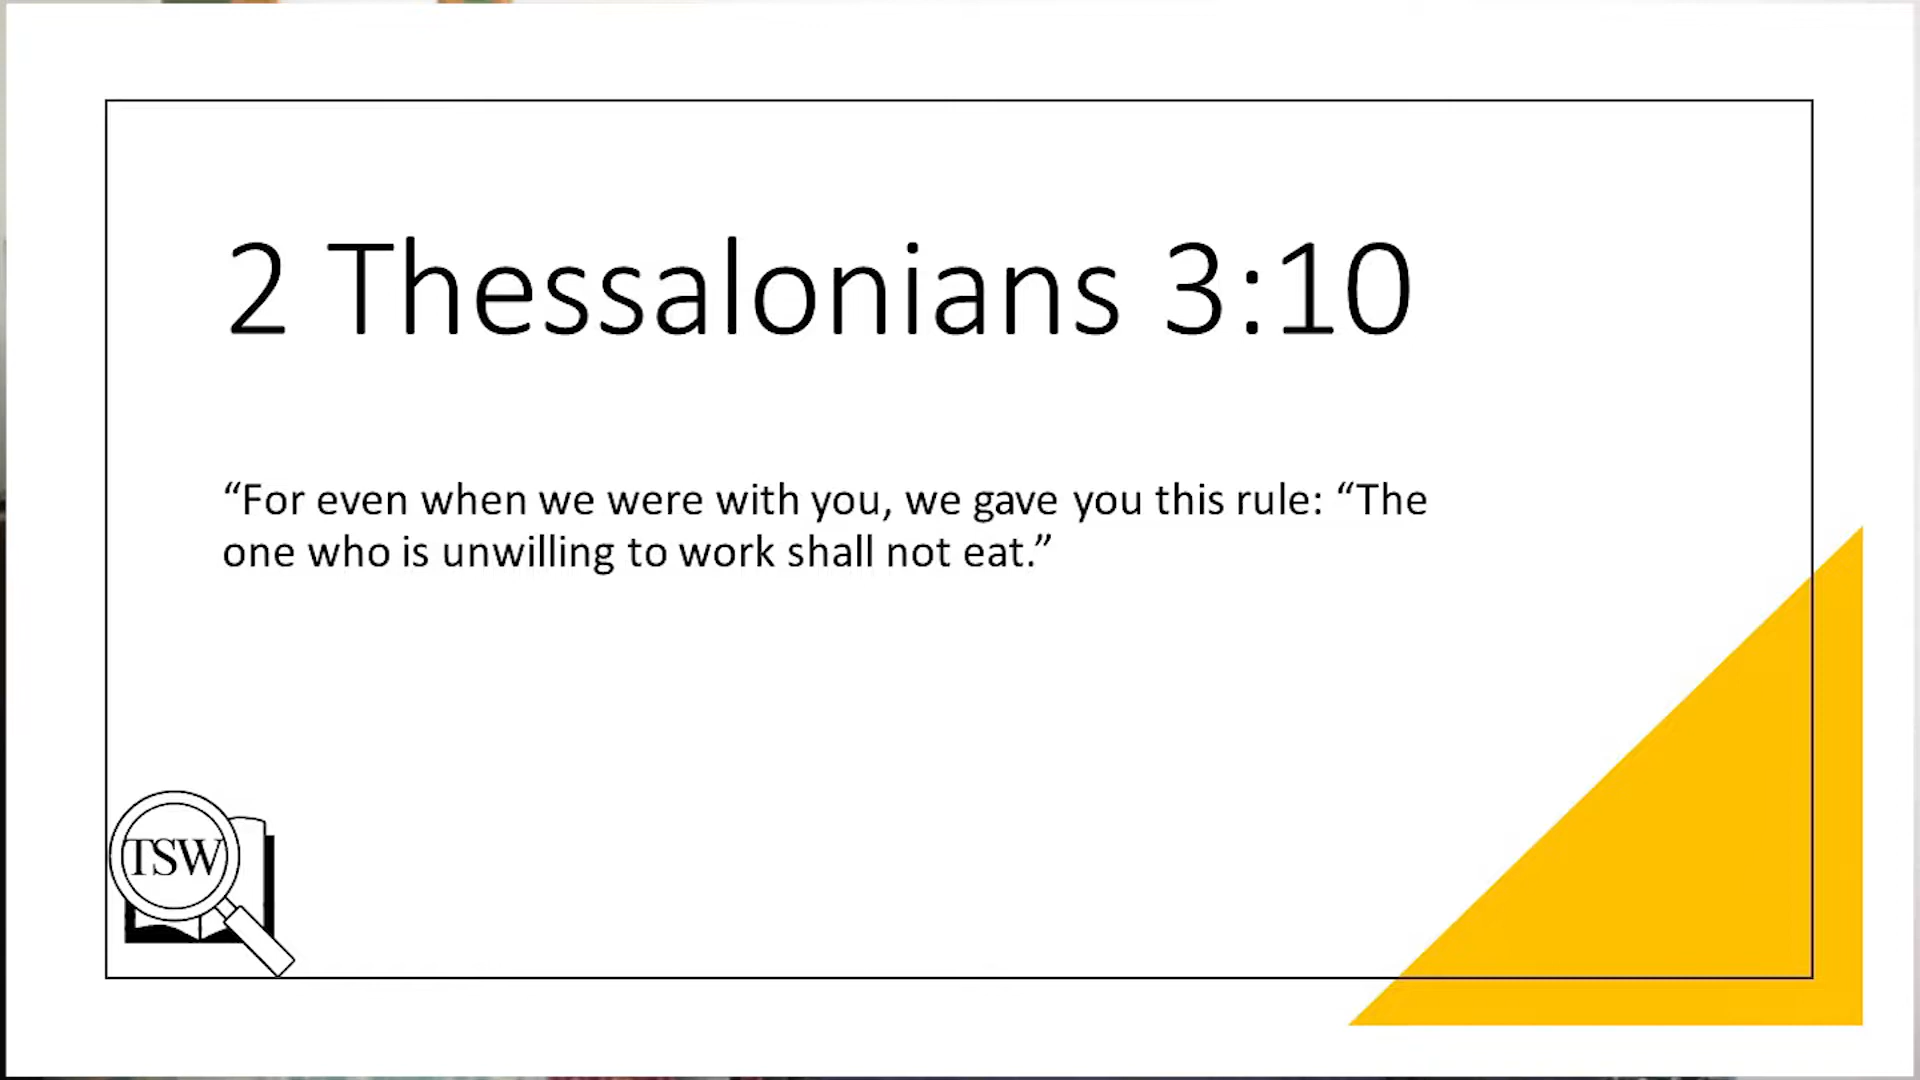 2 Thessalonians 3:10
“For even when we were with you, we gave you this rule: “The
one who is unwilling to work shall not eat.”
TSW